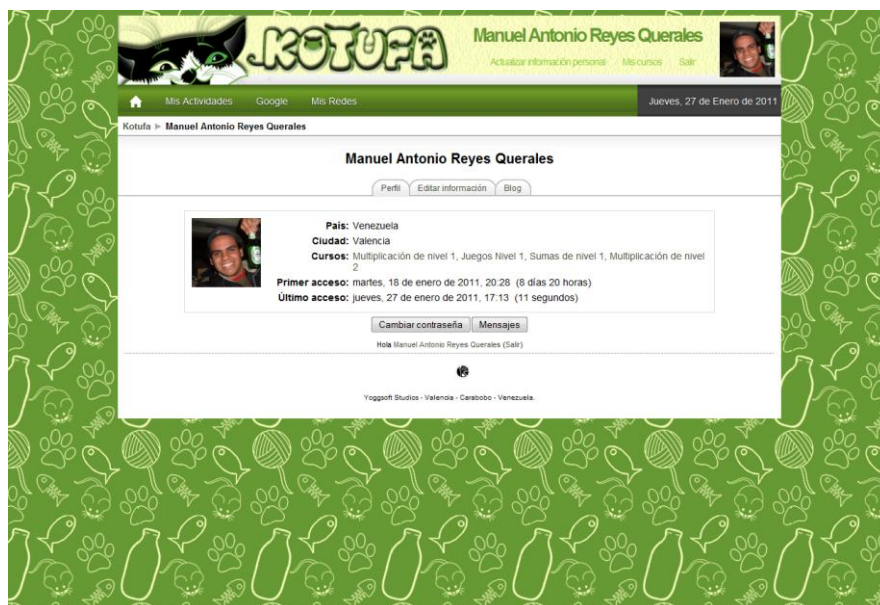 KOTUFA
Manuel Antonio Reyes Querales
Actualizar información personal Mis cursos Salir
Mis Actividades Google Mis Redes Jueves, 27 de Enero de 2011
Kotufa ► Manuel Antonio Reyes Querales
Manuel Antonio Reyes Querales
Perfil Editar información Blog
País: Venezuela
Ciudad: Valencia
Cursos: Multiplicación de nivel 1, Juegos Nivel 1, Sumas de nivel 1, Multiplicación de nivel
2
Primer acceso: martes, 18 de enero de 2011, 20:28 (8 días 20 horas)
Último acceso: jueves, 27 de enero de 2011, 17:13 (11 segundos)
Cambiar contraseña Mensajes
Hola Manuel Antonio Reyes Querales (Salir)
Yoggsoft Studios - Valencia - Carabobo - Venezuela.